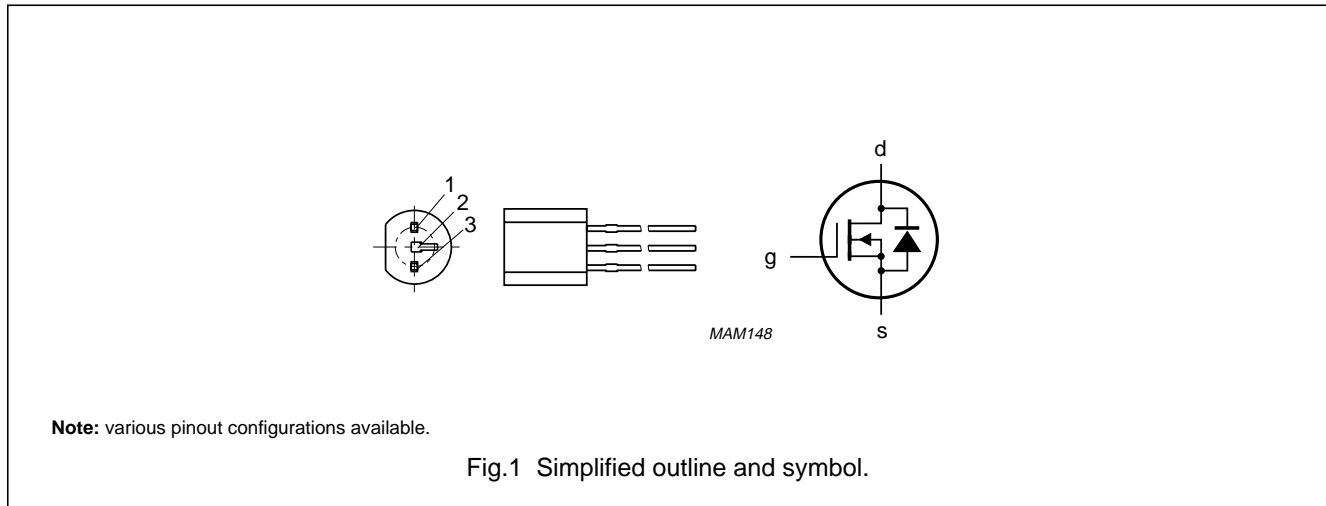 1
2
3
d
g
s
MAM148
Note: various pinout configurations available.
Fig.1 Simplified outline and symbol.